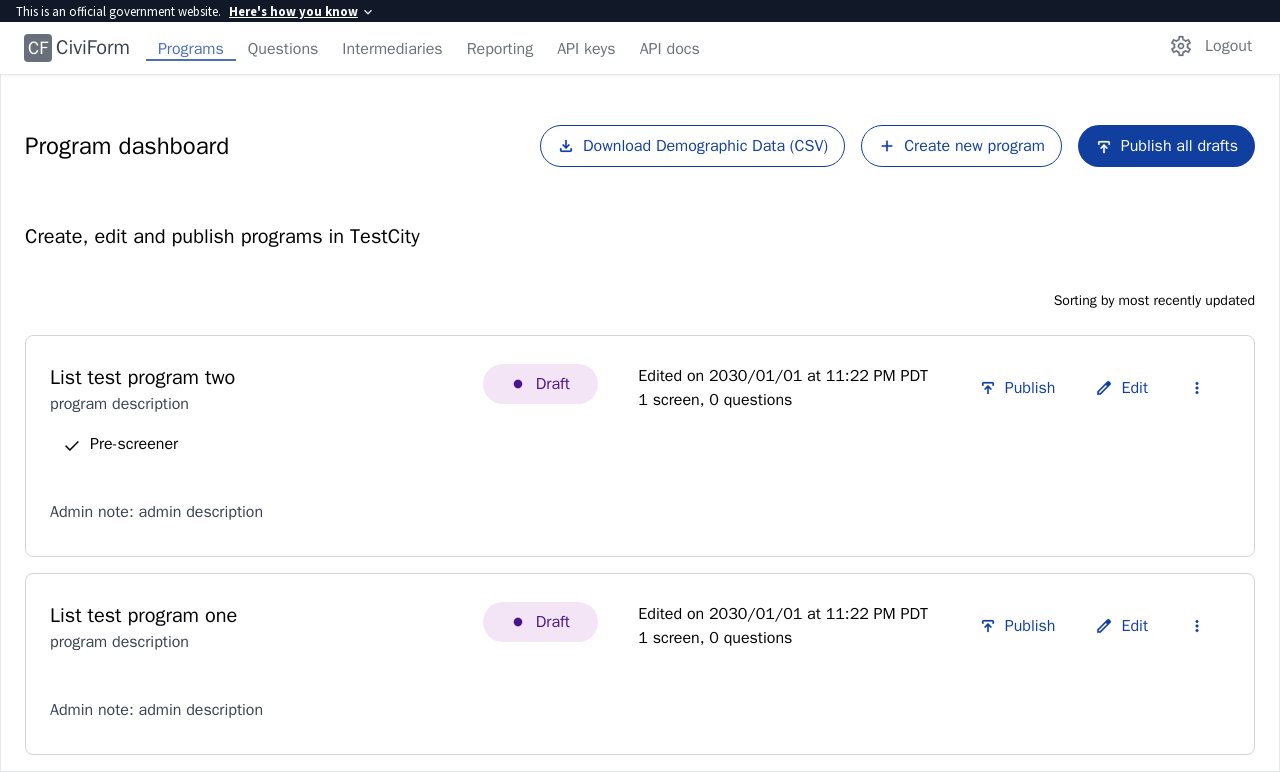 This is an official government website. Here's how you know
CF CiviForm Programs Questions Intermediaries Reporting API keys API docs Logout
Program dashboard Download Demographic Data (CSV) Create new program Publish all drafts
Create, edit and publish programs in TestCity
Sorting by most recently updated
List test program two Draft Edited on 2030/01/01 at 11:22 PM PDT Publish Edit
program description 1 screen, 0 questions
Pre-screener
Admin note: admin description
List test program one Draft Edited on 2030/01/01 at 11:22 PM PDT Publish Edit
program description 1 screen, 0 questions
Admin note: admin description